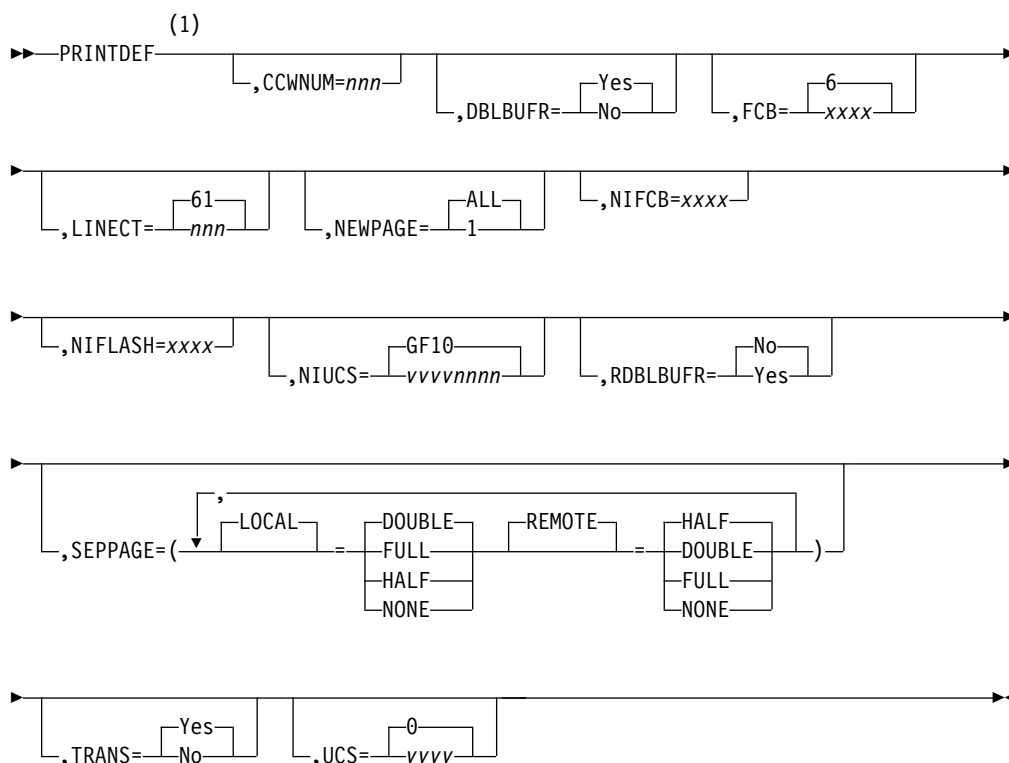 (1)
PRINTDEF
,CCWNUM=nnn
Yes
,DBLBUFR= No
6
,FCB= xxxx
61
,LINECT= nnn
ALL
,NEWPAGE= 1
,NIFCB=xxxx
,NIFLASH=xxxx
GF10
,NIUCS= vvvvnnnn
No
,RDBLBUFR= Yes
,
LOCAL DOUBLE REMOTE HALF
,SEPPAGE=( = FULL = DOUBLE )
HALF FULL
NONE NONE
Yes
,TRANS= No
0
,UCS= vvvv